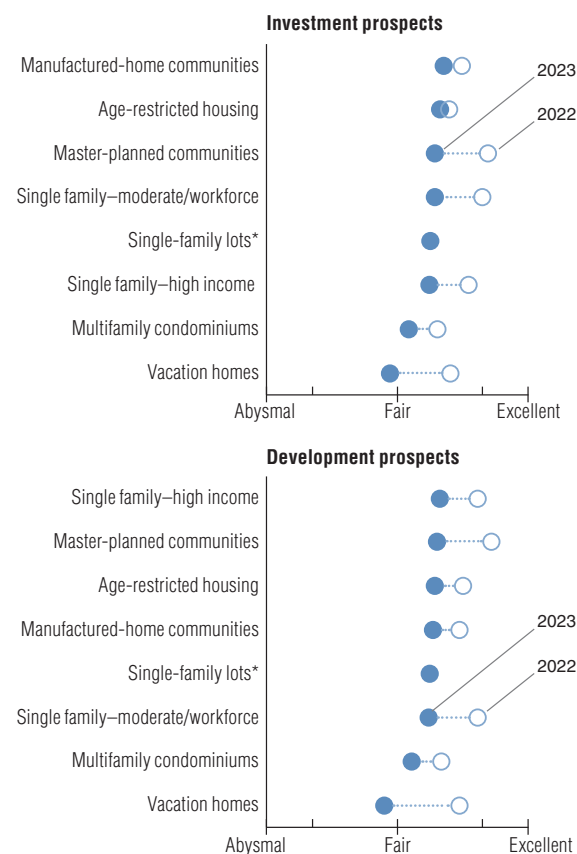 Investment prospects
Manufactured-home communities
2023
Age-restricted housing
2022
Master-planned communities
Single family–moderate/workforce
Single-family lots*
Single family–high income
Multifamily condominiums
Vacation homes
Abysmal Fair Excellent
Development prospects
Single family–high income
Master-planned communities
Age-restricted housing
Manufactured-home communities
2023
Single-family lots*
2022
Single family–moderate/workforce
Multifamily condominiums
Vacation homes
Abysmal Fair Excellent